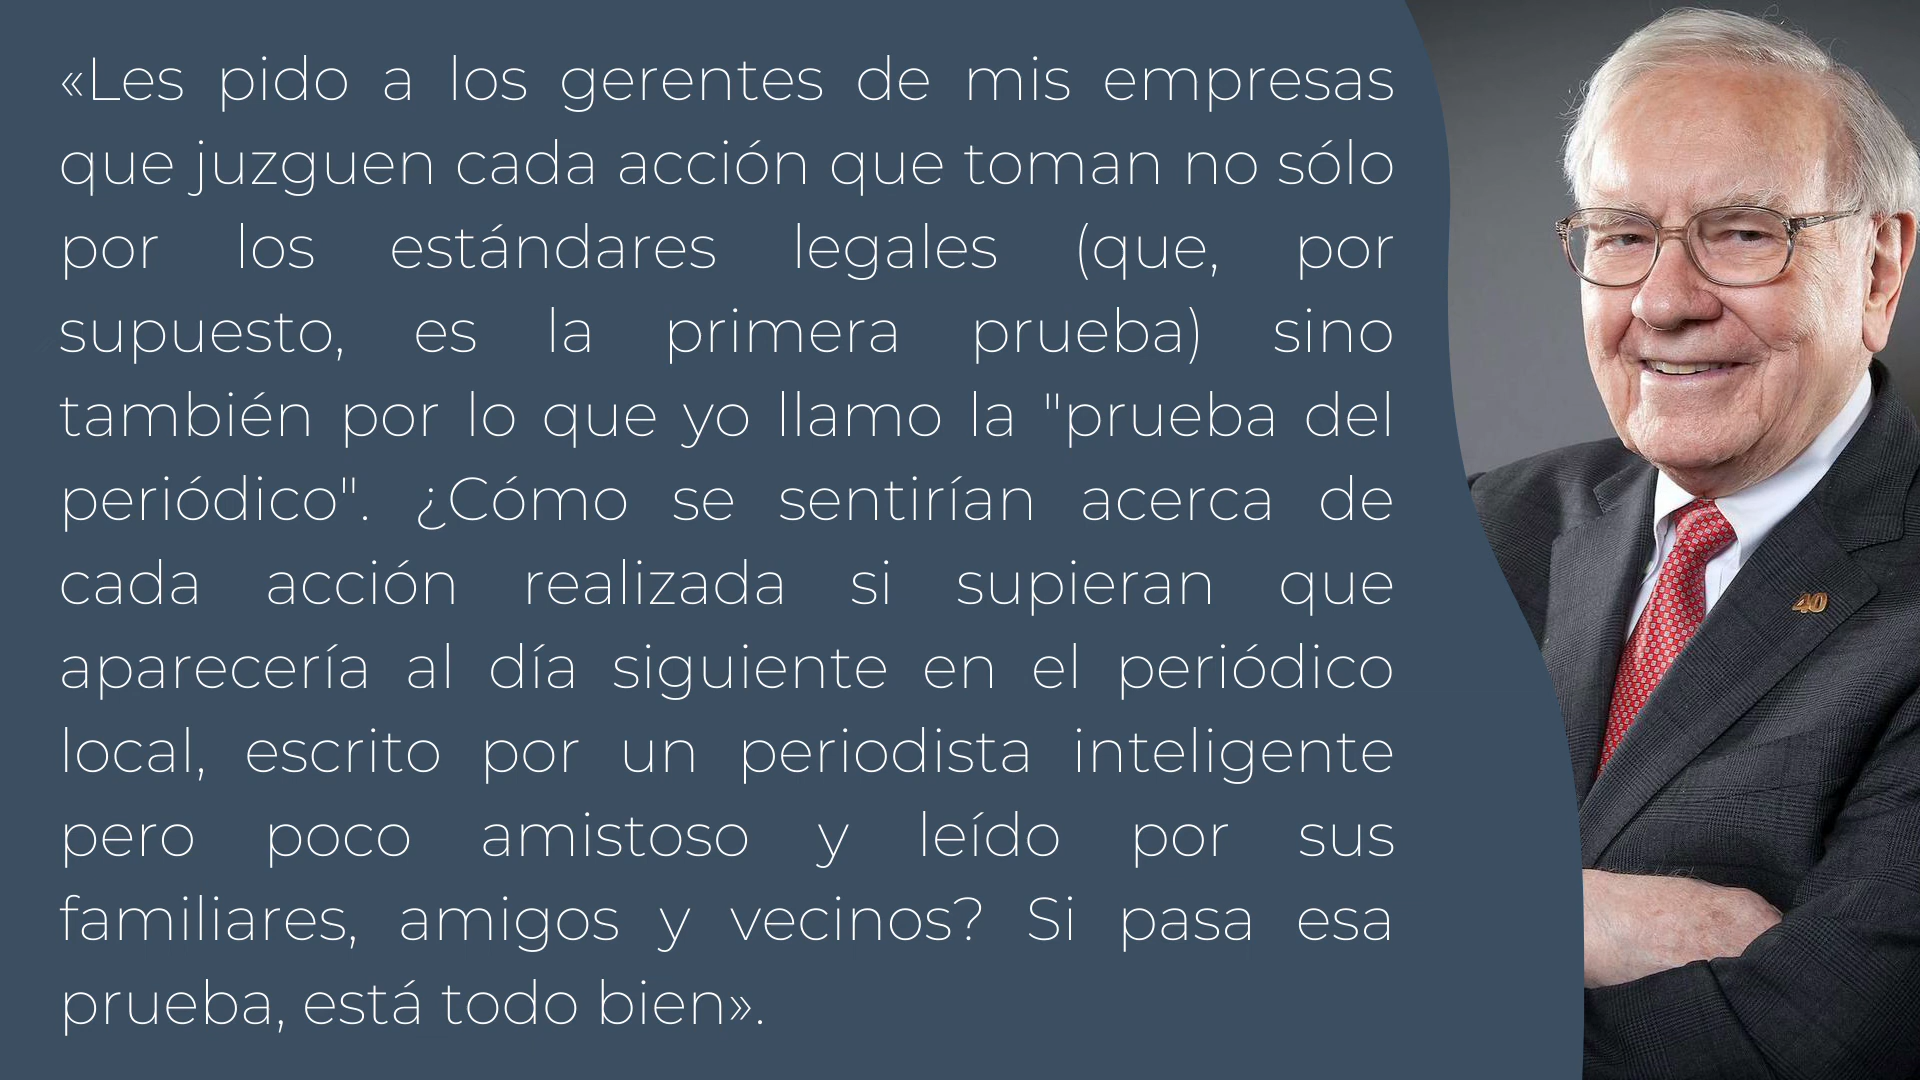 «Les pido a los gerentes de mis empresas
que juzguen cada acción que toman no sólo
por los estándares legales (que, por
supuesto, es la primera prueba) sino
también por lo que yo llamo la "prueba del
periódico". ¿Cómo se sentirían acerca de
cada acción realizada si supieran que
aparecería al día siguiente en el periódico
local, escrito por un periodista inteligente
pero poco amistoso y leído por sus
familiares, amigos y vecinos? Si pasa esa
prueba, está todo bien».
40